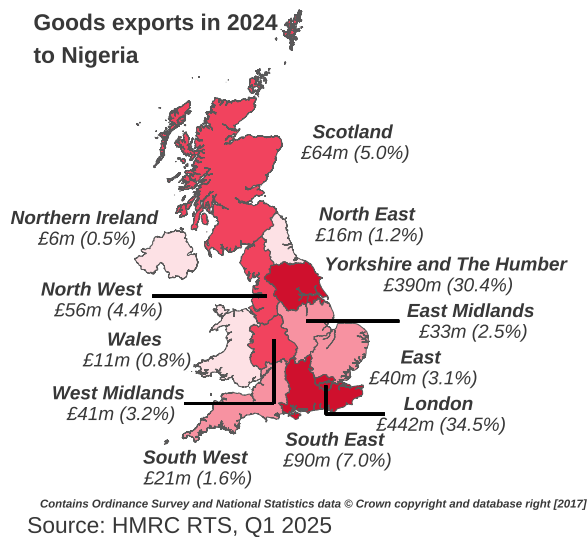 Goods exports in 2024
to Nigeria
Scotland
£64m (5.0%)
Northern Ireland
£6m (0.5%)
North East
£16m (1.2%)
Yorkshire and The Humber
£390m (30.4%)
North West
£56m (4.4%)
East Midlands
£33m (2.5%)
Wales
£11m (0.8%)
East
£40m (3.1%)
West Midlands
£41m (3.2%)
London
£442m (34.5%)
South East
£90m (7.0%)
South West
£21m (1.6%)
Contains Ordinance Survey and National Statistics data © Crown copyright and database right [2017]
Source: HMRC RTS, Q1 2025